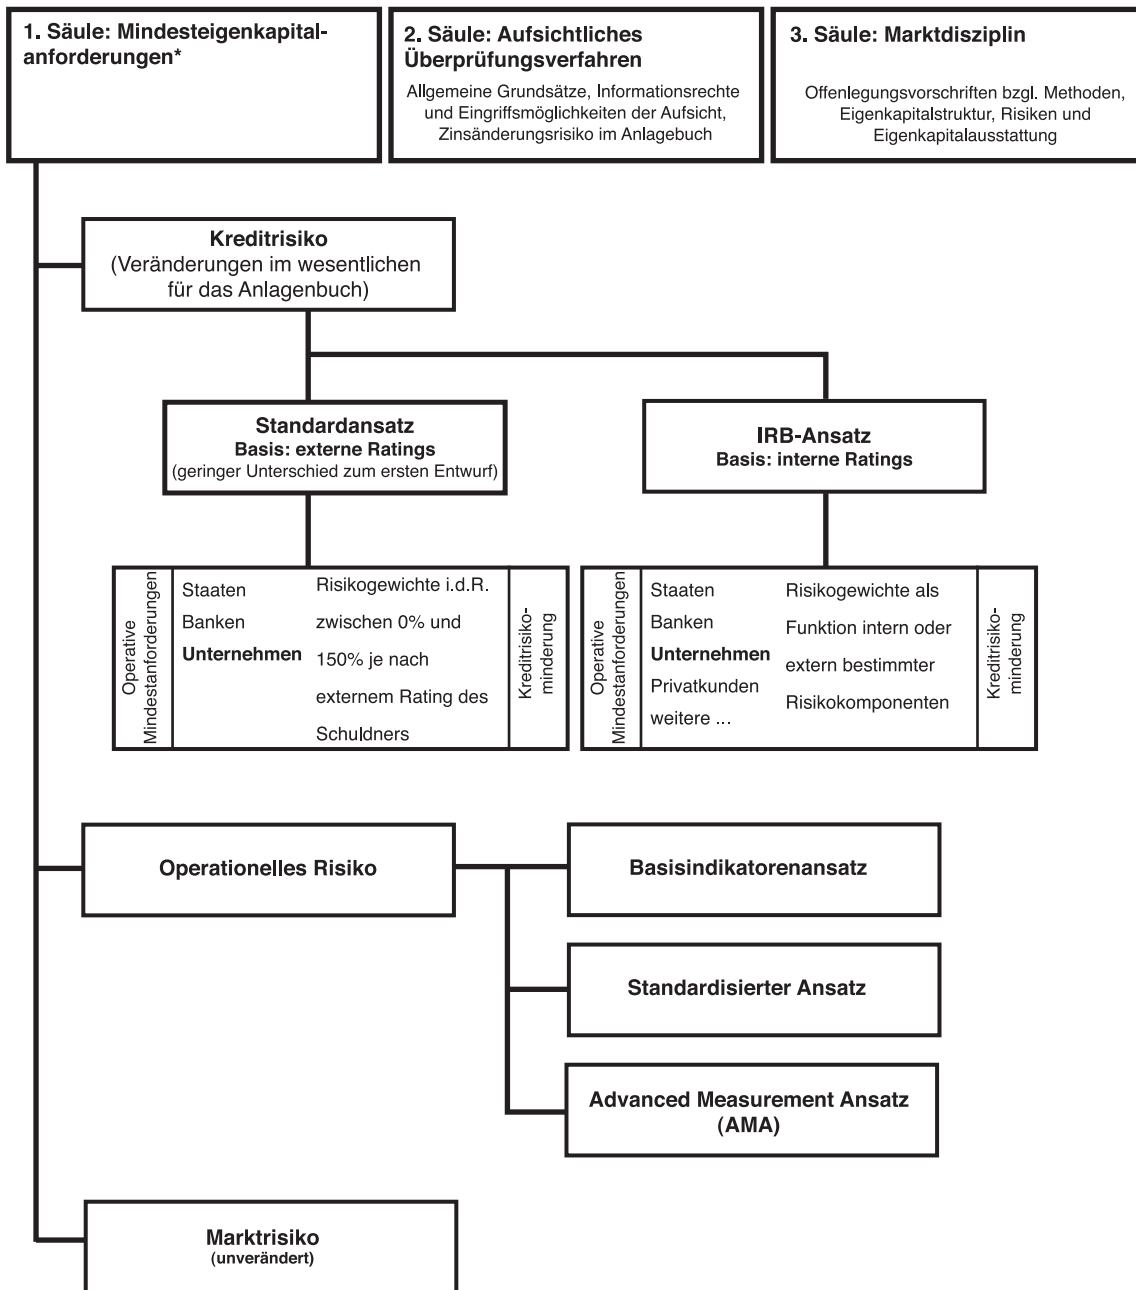 1. Säule: Mindesteigenkapital-
anforderungen*
2. Säule: Aufsichtliches
Überprüfungsverfahren
Allgemeine Grundsätze, Informationsrechte
und Eingriffsmöglichkeiten der Aufsicht,
Zinsänderungsrisiko im Anlagebuch
3. Säule: Marktdisziplin
Offenlegungsvorschriften bzgl. Methoden,
Eigenkapitalstruktur, Risiken und
Eigenkapitalausstattung
Kreditrisiko
(Veränderungen im wesentlichen
für das Anlagenbuch)
Standardansatz
Basis: externe Ratings
(geringer Unterschied zum ersten Entwurf)
IRB-Ansatz
Basis: interne Ratings
Operative
Mindestanforderungen
Staaten
Banken
Unternehmen
Risikogewichte i.d.R.
zwischen 0% und
150% je nach
externem Rating des
Schuldners
Kreditrisiko-
minderung
Operative
Mindestanforderungen
Staaten
Banken
Unternehmen
Privatkunden
weitere ...
Risikogewichte als
Funktion intern oder
extern bestimmter
Risikokomponenten
Kreditrisiko-
minderung
Operationelles Risiko
Basisindikatorenansatz
Standardisierter Ansatz
Advanced Measurement Ansatz
(AMA)
Marktrisiko
(unverändert)